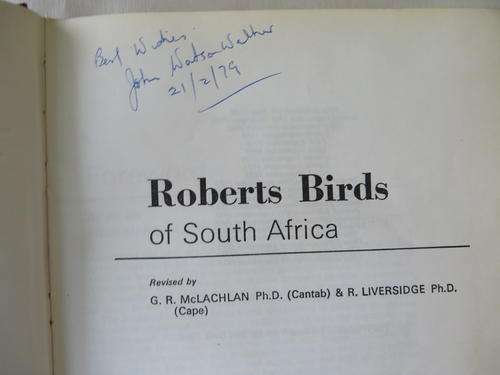 Best Wishes.
John Watson Walker
21/2/79
Roberts Birds
of South Africa
Revised by
G. R. McLACHLAN Ph.D. (Cantab) & R. LIVERSIDGE Ph.D.
(Cape)